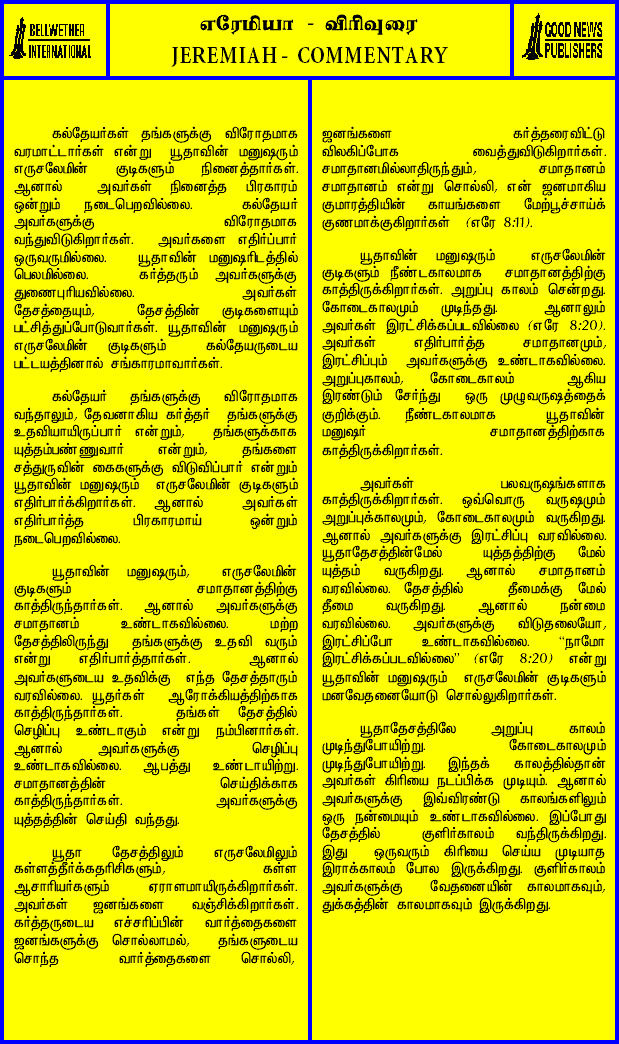 BELLWETHER
INTERNATIONAL
எரேமியா - விரிவுரை
JEREMIAH - COMMENTARY
GOOD NEWS
PUBLISHERS
கல்தேயர்கள் தங்களுக்கு விரோதமாக
வரமாட்டார்கள் என்று யூதாவின் மனுஷரும்
எருசலேமின் குடிகளும் நினைத்தார்கள்.
ஆனால் அவர்கள் நினைத்த பிரகாரம்
ஒன்றும் நடைபெறவில்லை. கல்தேயர்
அவர்களுக்கு விரோதமாக
வந்துவிடுகிறார்கள். அவர்களை எதிர்ப்பார்
ஒருவருமில்லை. யூதாவின் மனுஷரிடத்தில்
பெலமில்லை. கர்த்தரும் அவர்களுக்கு
துணைபுரியவில்லை. அவர்கள்
தேசத்தையும், தேசத்தின் குடிகளையும்
பட்சித்துப்போடுவார்கள். யூதாவின் மனுஷரும்
எருசலேமின் குடிகளும் கல்தேயருடைய
பட்டயத்தினால் சங்காரமாவார்கள்.
கல்தேயர் தங்களுக்கு விரோதமாக
வந்தாலும், தேவனாகிய கர்த்தர் தங்களுக்கு
உதவியாயிருப்பார் என்றும், தங்களுக்காக
யுத்தம்பண்ணுவார் என்றும், தங்களை
சத்துருவின் கைகளுக்கு விடுவிப்பார் என்றும்
யூதாவின் மனுஷரும் எருசலேமின் குடிகளும்
எதிர்பார்க்கிறார்கள். ஆனால் அவர்கள்
எதிர்பார்த்த பிரகாரமாய் ஒன்றும்
நடைபெறவில்லை.
யூதாவின் மனுஷரும், எருசலேமின்
குடிகளும் சமாதானத்திற்கு
காத்திருந்தார்கள். ஆனால் அவர்களுக்கு
சமாதானம் உண்டாகவில்லை. மற்ற
தேசத்திலிருந்து தங்களுக்கு உதவி வரும்
என்று எதிர்பார்த்தார்கள். ஆனால்
அவர்களுடைய உதவிக்கு எந்த தேசத்தாரும்
வரவில்லை. யூதர்கள் ஆரோக்கியத்திற்காக
காத்திருந்தார்கள். தங்கள் தேசத்தில்
செழிப்பு உண்டாகும் என்று நம்பினார்கள்.
ஆனால் அவர்களுக்கு செழிப்பு
உண்டாகவில்லை. ஆபத்து உண்டாயிற்று.
சமாதானத்தின் செய்திக்காக
காத்திருந்தார்கள். அவர்களுக்கு
யுத்தத்தின் செய்தி வந்தது.
யூதா தேசத்திலும் எருசலேமிலும்
கள்ளத்தீர்க்கதரிசிகளும், கள்ள
ஆசாரியர்களும் ஏராளமாயிருக்கிறார்கள்.
அவர்கள் ஜனங்களை வஞ்சிக்கிறார்கள்.
கர்த்தருடைய எச்சரிப்பின் வார்த்தைகளை
ஜனங்களுக்கு சொல்லாமல், தங்களுடைய
சொந்த வார்த்தைகளை சொல்லி,
ஜனங்களை கர்த்தரைவிட்டு
விலகிப்போக வைத்துவிடுகிறார்கள்.
சமாதானமில்லாதிருந்தும், சமாதானம்
சமாதானம் என்று சொல்லி, என் ஜனமாகிய
குமாரத்தியின் காயங்களை மேற்பூச்சாய்க்
குணமாக்குகிறார்கள் (எரே 8:11).
யூதாவின் மனுஷரும் எருசலேமின்
குடிகளும் நீண்டகாலமாக சமாதானத்திற்கு
காத்திருக்கிறார்கள். அறுப்பு காலம் சென்றது.
கோடைகாலமும் முடிந்தது. ஆனாலும்
அவர்கள் இரட்சிக்கப்படவில்லை (எரே 8:20).
அவர்கள் எதிர்பார்த்த சமாதானமும்,
இரட்சிப்பும் அவர்களுக்கு உண்டாகவில்லை.
அறுப்புகாலம், கோடைகாலம் ஆகிய
இரண்டும் சேர்ந்து ஒரு முழுவருஷத்தைக்
குறிக்கும். நீண்டகாலமாக யூதாவின்
மனுஷர் சமாதானத்திற்காக
காத்திருக்கிறார்கள்.
அவர்கள் பலவருஷங்களாக
காத்திருக்கிறார்கள். ஒவ்வொரு வருஷமும்
அறுப்புக்காலமும், கோடைகாலமும் வருகிறது.
ஆனால் அவர்களுக்கு இரட்சிப்பு வரவில்லை.
யூதாதேசத்தின்மேல் யுத்தத்திற்கு மேல்
யுத்தம் வருகிறது. ஆனால் சமாதானம்
வரவில்லை. தேசத்தில் தீமைக்கு மேல்
தீமை வருகிறது. ஆனால் நன்மை
வரவில்லை. அவர்களுக்கு விடுதலையோ,
இரட்சிப்போ உண்டாகவில்லை. "நாமோ
இரட்சிக்கப்படவில்லை" (எரே 8:20) என்று
யூதாவின் மனுஷரும் எருசலேமின் குடிகளும்
மனவேதனையோடு சொல்லுகிறார்கள்.
யூதாதேசத்திலே அறுப்பு காலம்
முடிந்துபோயிற்று. கோடைகாலமும்
முடிந்துபோயிற்று. இந்தக் காலத்தில்தான்
அவர்கள் கிரியை நடப்பிக்க முடியும். ஆனால்
அவர்களுக்கு இவ்விரண்டு காலங்களிலும்
ஒரு நன்மையும் உண்டாகவில்லை. இப்போது
தேசத்தில் குளிர்காலம் வந்திருக்கிறது.
இது ஒருவரும் கிரியை செய்ய முடியாத
இராக்காலம் போல இருக்கிறது. குளிர்காலம்
அவர்களுக்கு வேதனையின் காலமாகவும்,
துக்கத்தின் காலமாகவும் இருக்கிறது.